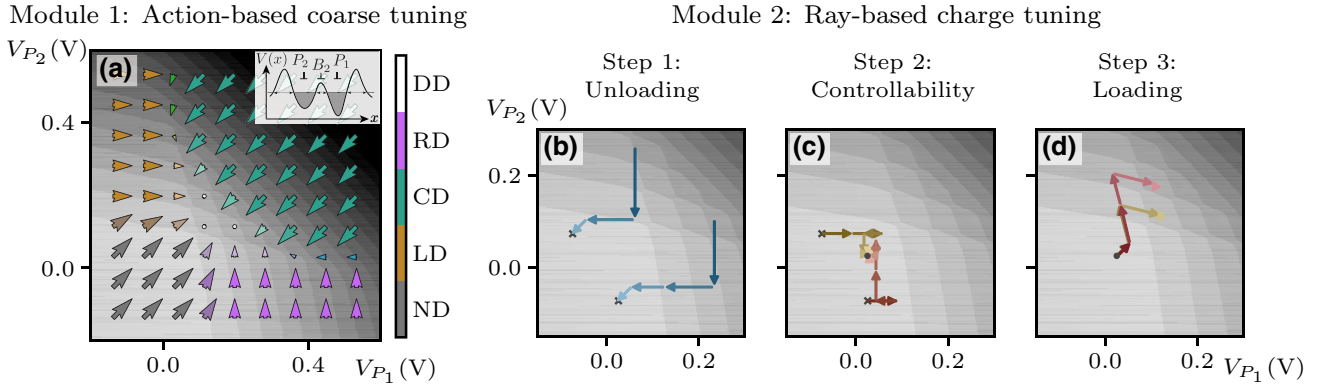 Module 1: Action-based coarse tuning
Module 2: Ray-based charge tuning
V_{P_2}(V)
(a)
V(x)
P_2 B_2 P_1
x
0.4
0.0
0.0 0.4
V_{P_1}(V)
DD
RD
CD
LD
ND
Step 1:
Unloading
Step 2:
Controllability
Step 3:
Loading
V_{P_2}(V)
(b)
(c)
(d)
0.2
0.0
0.0 0.2
0.0 0.2
0.0 0.2
V_{P_1}(V)